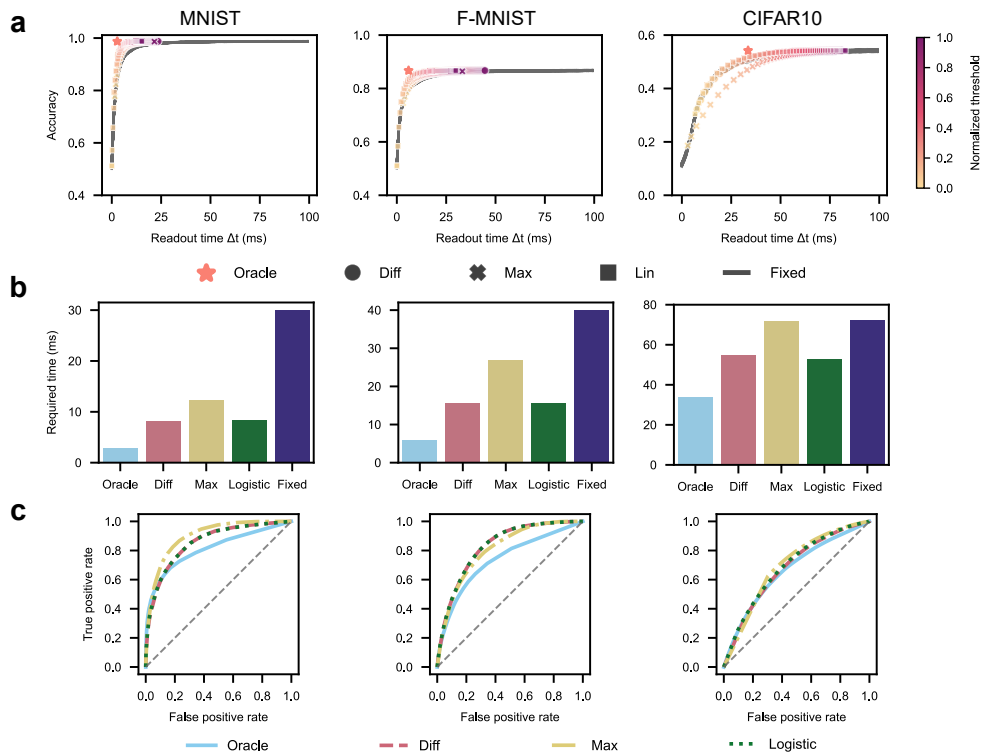 MNIST F-MNIST CIFAR10
a
Accuracy
1.0
0.8
0.6
0.4
0 25 50 75 100
Readout time Δt (ms)
1.0
0.8
0.6
0.4
0 25 50 75 100
Readout time Δt (ms)
0.6
0.4
0.2
0.0
0 25 50 75 100
Readout time Δt (ms)
1.0
0.8
0.6
0.4
0.2
0.0
Normalized threshold
Oracle Diff Max Lin Fixed
b
Required time (ms)
30
20
10
0
Oracle Diff Max Logistic Fixed
40
30
20
10
0
Oracle Diff Max Logistic Fixed
80
60
40
20
0
Oracle Diff Max Logistic Fixed
c
True positive rate
1.0
0.8
0.6
0.4
0.2
0.0
0.0 0.2 0.4 0.6 0.8 1.0
False positive rate
1.0
0.8
0.6
0.4
0.2
0.0
0.0 0.2 0.4 0.6 0.8 1.0
False positive rate
1.0
0.8
0.6
0.4
0.2
0.0
0.0 0.2 0.4 0.6 0.8 1.0
False positive rate
Oracle Diff Max Logistic